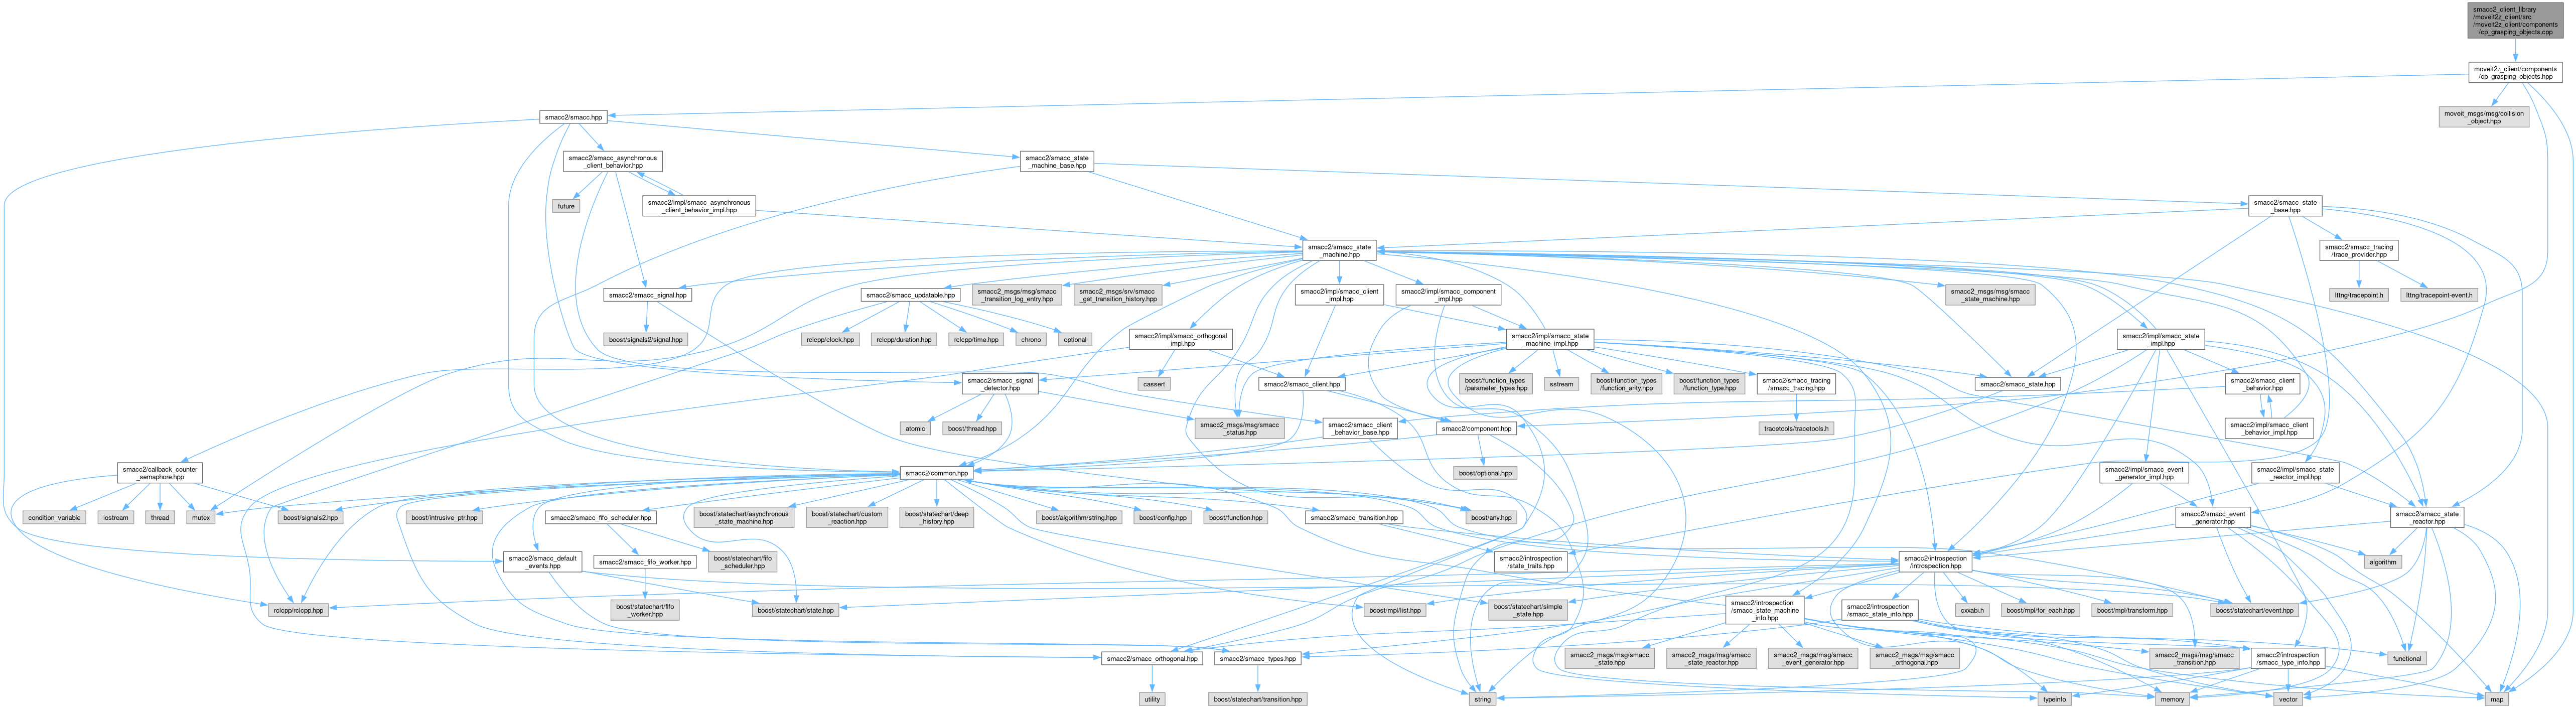 smacc2_client_library
/moveit2z_client/src
/moveit2z_client/components
/cp_grasping_objects.cpp
moveit2z_client/components
/cp_grasping_objects.hpp
smacc2/smacc.hpp
moveit_msgs/msg/collision
_object.hpp
smacc2/smacc_asynchronous
_client_behavior.hpp
smacc2/smacc_state
_machine_base.hpp
future
smacc2/impl/smacc_asynchronous
_client_behavior_impl.hpp
smacc2/smacc_state
_base.hpp
smacc2/smacc_state
_machine.hpp
smacc2/smacc_tracing
/trace_provider.hpp
smacc2/smacc_signal.hpp
smacc2/smacc_updatable.hpp
smacc2_msgs/msg/smacc
_transition_log_entry.hpp
smacc2_msgs/srv/smacc
_get_transition_history.hpp
smacc2/impl/smacc_client
_impl.hpp
smacc2/impl/smacc_component
_impl.hpp
smacc2_msgs/msg/smacc
_state_machine.hpp
lttng/tracepoint.h
lttng/tracepoint-event.h
boost/signals2/signal.hpp
rclcpp/clock.hpp
rclcpp/duration.hpp
rclcpp/time.hpp
chrono
optional
smacc2/impl/smacc_orthogonal
_impl.hpp
smacc2/impl/smacc_state
_machine_impl.hpp
smacc2/impl/smacc_state
_impl.hpp
smacc2/smacc_signal
_detector.hpp
cassert
smacc2/smacc_client.hpp
boost/function_types
/parameter_types.hpp
sstream
boost/function_types
/function_arity.hpp
boost/function_types
/function_type.hpp
smacc2/smacc_tracing
/smacc_tracing.hpp
smacc2/smacc_state.hpp
smacc2/smacc_client
_behavior.hpp
atomic
boost/thread.hpp
smacc2_msgs/msg/smacc
_status.hpp
smacc2/smacc_client
_behavior_base.hpp
smacc2/component.hpp
tracetools/tracetools.h
smacc2/impl/smacc_client
_behavior_impl.hpp
smacc2/callback_counter
_semaphore.hpp
smacc2/common.hpp
boost/optional.hpp
smacc2/impl/smacc_event
_generator_impl.hpp
smacc2/impl/smacc_state
_reactor_impl.hpp
condition_variable
iostream
thread
mutex
boost/signals2.hpp
boost/intrusive_ptr.hpp
smacc2/smacc_fifo_scheduler.hpp
boost/statechart/asynchronous
_state_machine.hpp
boost/statechart/custom
_reaction.hpp
boost/statechart/deep
_history.hpp
boost/algorithm/string.hpp
boost/config.hpp
boost/function.hpp
smacc2/smacc_transition.hpp
boost/any.hpp
smacc2/smacc_event
_generator.hpp
smacc2/smacc_state
_reactor.hpp
smacc2/smacc_default
_events.hpp
smacc2/smacc_fifo_worker.hpp
boost/statechart/fifo
_scheduler.hpp
smacc2/introspection
/state_traits.hpp
smacc2/introspection
/introspection.hpp
algorithm
rclcpp/rclcpp.hpp
boost/statechart/fifo
_worker.hpp
boost/statechart/state.hpp
boost/mpl/list.hpp
boost/statechart/simple
_state.hpp
smacc2/introspection
/smacc_state_machine
_info.hpp
smacc2/introspection
/smacc_state_info.hpp
cxxabi.h
boost/mpl/for_each.hpp
boost/mpl/transform.hpp
boost/statechart/event.hpp
smacc2/smacc_orthogonal.hpp
smacc2/smacc_types.hpp
smacc2_msgs/msg/smacc
_state.hpp
smacc2_msgs/msg/smacc
_state_reactor.hpp
smacc2_msgs/msg/smacc
_event_generator.hpp
smacc2_msgs/msg/smacc
_orthogonal.hpp
smacc2_msgs/msg/smacc
_transition.hpp
smacc2/introspection
/smacc_type_info.hpp
functional
utility
boost/statechart/transition.hpp
string
typeinfo
memory
vector
map